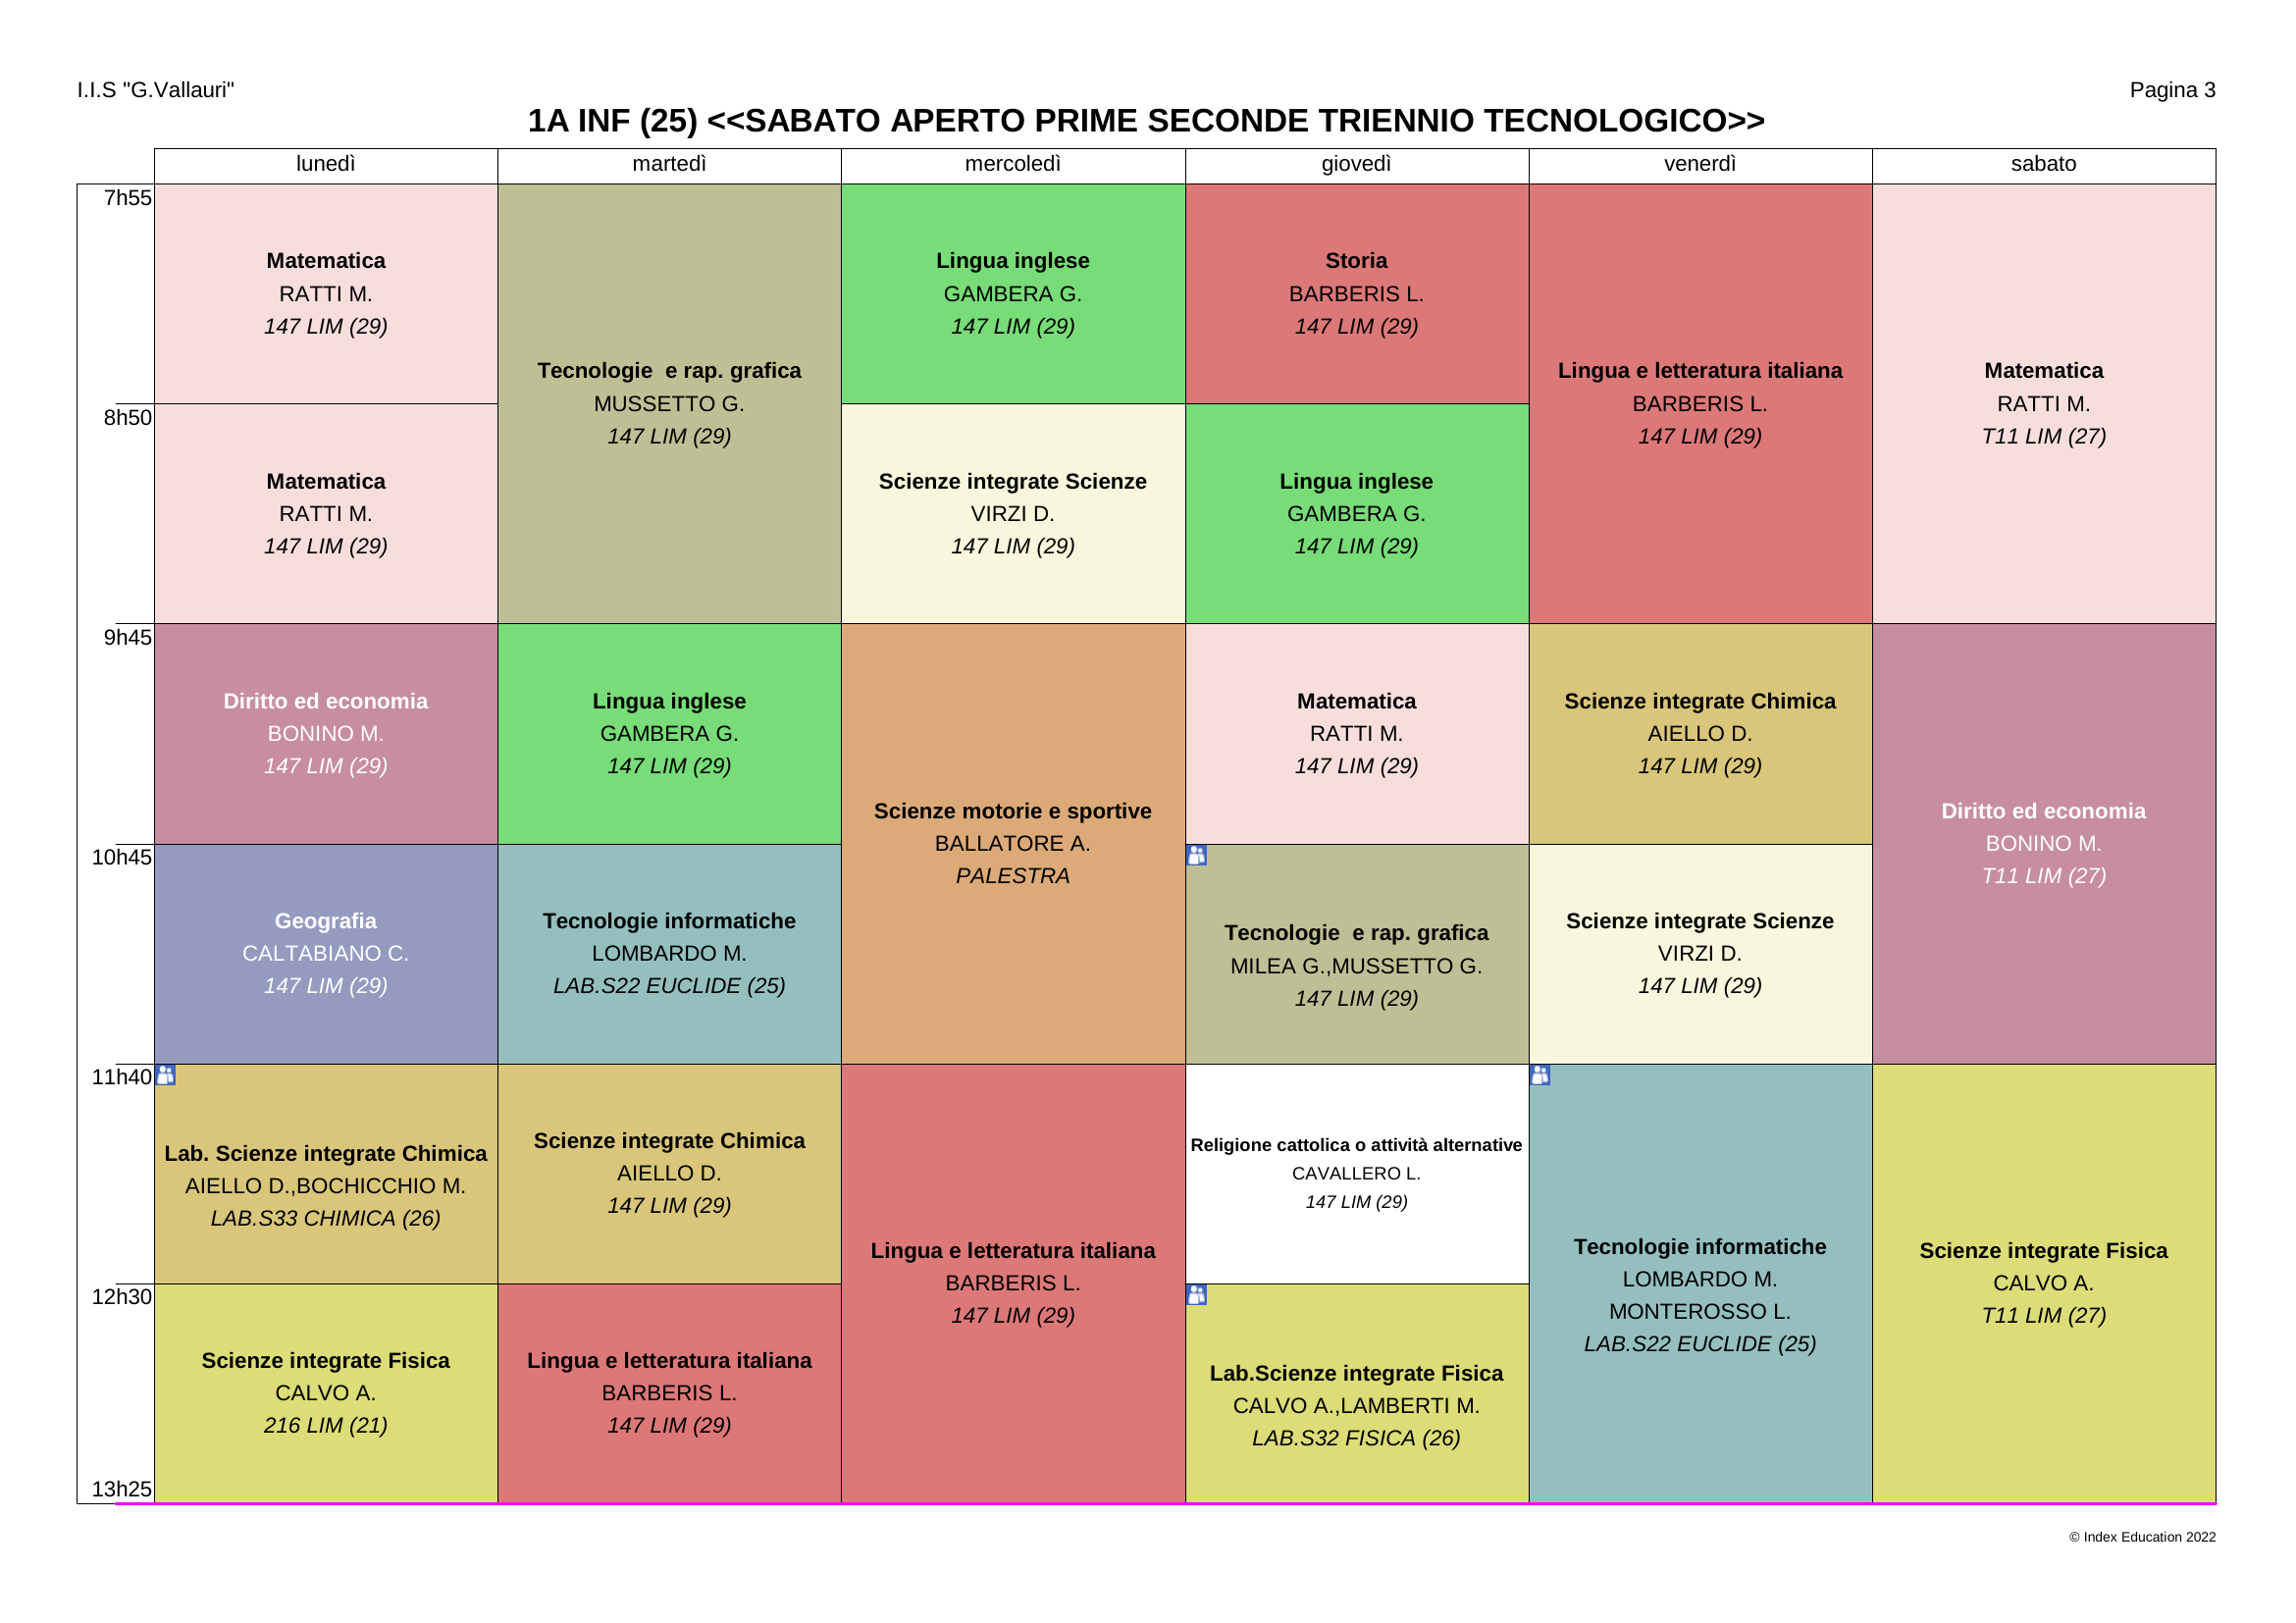 I.I.S "G.Vallauri"
Pagina 3
1A INF (25) <<SABATO APERTO PRIME SECONDE TRIENNIO TECNOLOGICO>>
lunedì
martedì
mercoledì
giovedì
venerdì
sabato
7h55
Matematica
RATTI M.
147 LIM (29)
Tecnologie  e rap. grafica
MUSSETTO G.
147 LIM (29)
Lingua inglese
GAMBERA G.
147 LIM (29)
Storia
BARBERIS L.
147 LIM (29)
Lingua e letteratura italiana
BARBERIS L.
147 LIM (29)
Matematica
RATTI M.
T11 LIM (27)
8h50
Matematica
RATTI M.
147 LIM (29)
Scienze integrate Scienze
VIRZI D.
147 LIM (29)
Lingua inglese
GAMBERA G.
147 LIM (29)
9h45
Diritto ed economia
BONINO M.
147 LIM (29)
Lingua inglese
GAMBERA G.
147 LIM (29)
Scienze motorie e sportive
BALLATORE A.
PALESTRA
Matematica
RATTI M.
147 LIM (29)
Scienze integrate Chimica
AIELLO D.
147 LIM (29)
Diritto ed economia
BONINO M.
T11 LIM (27)
10h45
Geografia
CALTABIANO C.
147 LIM (29)
Tecnologie informatiche
LOMBARDO M.
LAB.S22 EUCLIDE (25)
Tecnologie  e rap. grafica
MILEA G.,MUSSETTO G.
147 LIM (29)
Scienze integrate Scienze
VIRZI D.
147 LIM (29)
11h40
Lab. Scienze integrate Chimica
AIELLO D.,BOCHICCHIO M.
LAB.S33 CHIMICA (26)
Scienze integrate Chimica
AIELLO D.
147 LIM (29)
Lingua e letteratura italiana
BARBERIS L.
147 LIM (29)
Religione cattolica o attività alternative
CAVALLERO L.
147 LIM (29)
Tecnologie informatiche
LOMBARDO M.
MONTEROSSO L.
LAB.S22 EUCLIDE (25)
Scienze integrate Fisica
CALVO A.
T11 LIM (27)
12h30
Scienze integrate Fisica
CALVO A.
216 LIM (21)
Lingua e letteratura italiana
BARBERIS L.
147 LIM (29)
Lab.Scienze integrate Fisica
CALVO A.,LAMBERTI M.
LAB.S32 FISICA (26)
13h25
© Index Education 2022